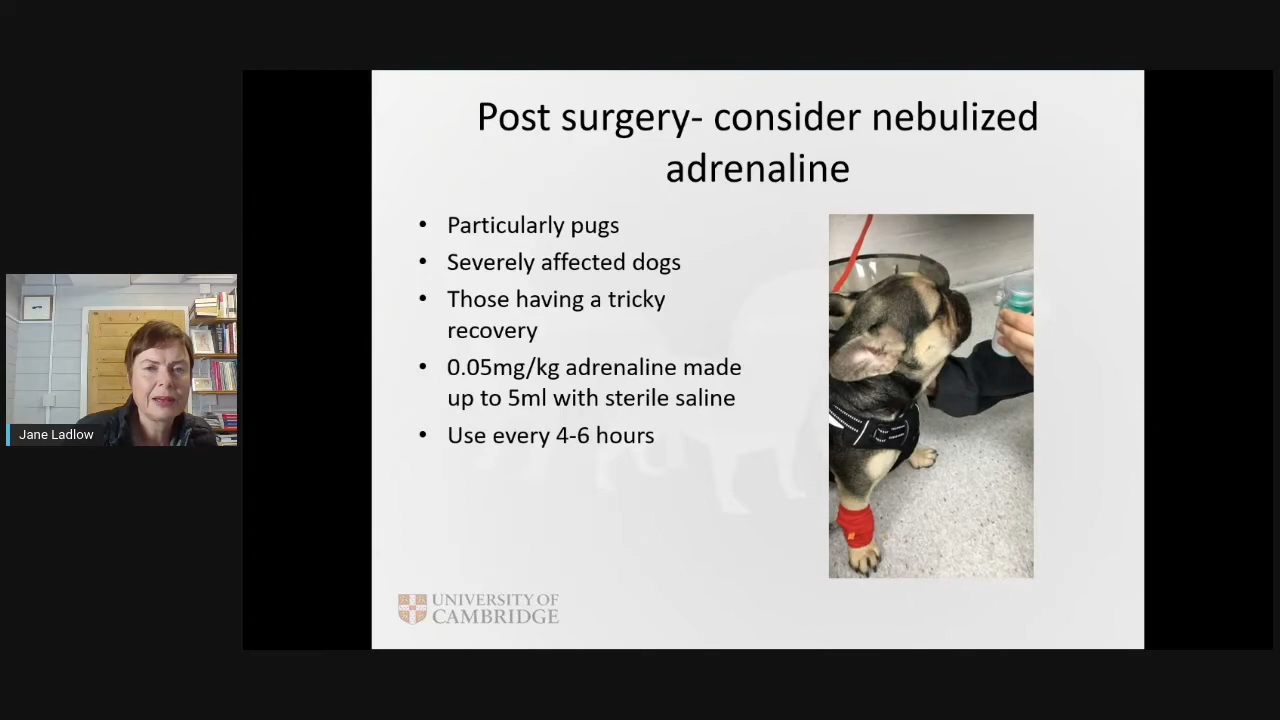 Post surgery- consider nebulized
adrenaline
• Particularly pugs
• Severely affected dogs
• Those having a tricky
recovery
• 0.05mg/kg adrenaline made
up to 5ml with sterile saline
• Use every 4-6 hours
Jane Ladlow
UNIVERSITY OF
CAMBRIDGE